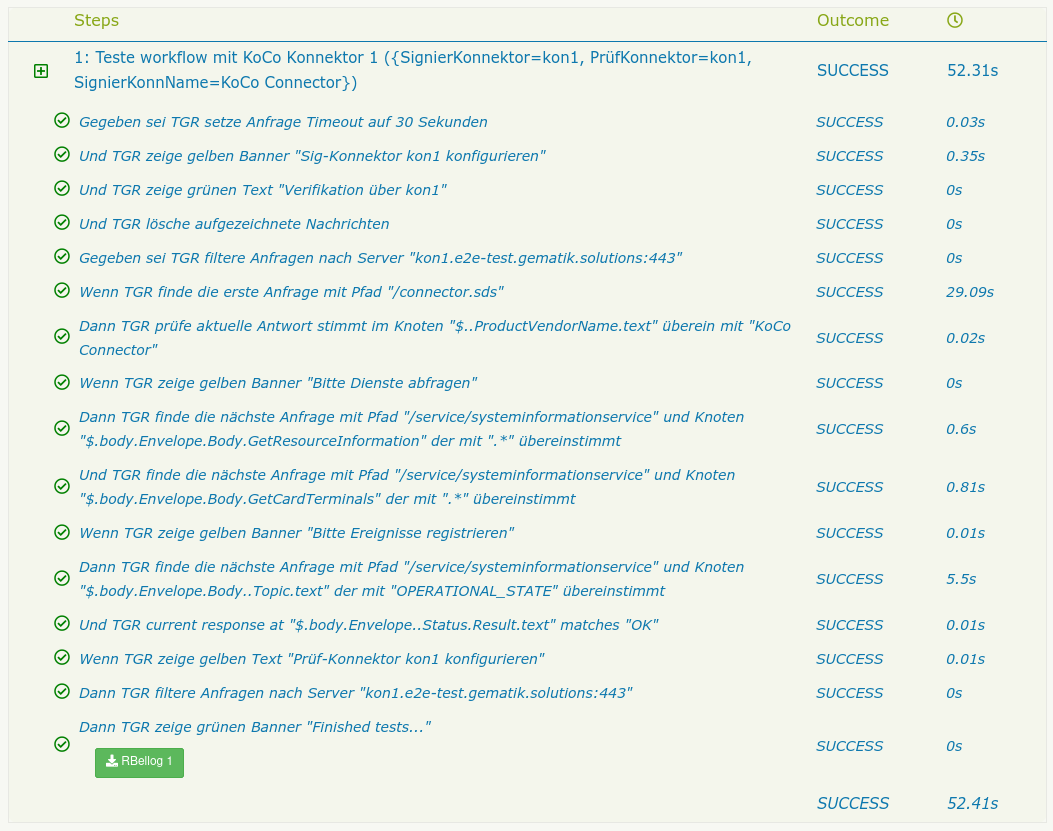 Steps Outcome
1: Teste workflow mit KoCo Konnektor 1 ({SignierKonnektor=kon1, PrüfKonnektor=kon1,
SignierKonnName=KoCo Connector}) SUCCESS 52.31s
Gegeben sei TGR setze Anfrage Timeout auf 30 Sekunden SUCCESS 0.03s
Und TGR zeige gelben Banner "Sig-Konnektor kon1 konfigurieren" SUCCESS 0.35s
Und TGR zeige grünen Text "Verifikation über kon1" SUCCESS 0s
Und TGR lösche aufgezeichnete Nachrichten SUCCESS 0s
Gegeben sei TGR filtere Anfragen nach Server "kon1.e2e-test.gematik.solutions:443" SUCCESS 0s
Wenn TGR finde die erste Anfrage mit Pfad "/connector.sds" SUCCESS 29.09s
Dann TGR prüfe aktuelle Antwort stimmt im Knoten "$..ProductVendorName.text" überein mit "KoCo
Connector" SUCCESS 0.02s
Wenn TGR zeige gelben Banner "Bitte Dienste abfragen" SUCCESS 0s
Dann TGR finde die nächste Anfrage mit Pfad "/service/systeminformationservice" und Knoten
"$.body.Envelope.Body.GetResourceInformation" der mit ".*" übereinstimmt SUCCESS 0.6s
Und TGR finde die nächste Anfrage mit Pfad "/service/systeminformationservice" und Knoten
"$.body.Envelope.Body.GetCardTerminals" der mit ".*" übereinstimmt SUCCESS 0.81s
Wenn TGR zeige gelben Banner "Bitte Ereignisse registrieren" SUCCESS 0.01s
Dann TGR finde die nächste Anfrage mit Pfad "/service/systeminformationservice" und Knoten
"$.body.Envelope.Body..Topic.text" der mit "OPERATIONAL_STATE" übereinstimmt SUCCESS 5.5s
Und TGR current response at "$.body.Envelope..Status.Result.text" matches "OK" SUCCESS 0.01s
Wenn TGR zeige gelben Text "Prüf-Konnektor kon1 konfigurieren" SUCCESS 0.01s
Dann TGR filtere Anfragen nach Server "kon1.e2e-test.gematik.solutions:443" SUCCESS 0s
Dann TGR zeige grünen Banner "Finished tests..." SUCCESS 0s
RBellog 1
SUCCESS 52.41s